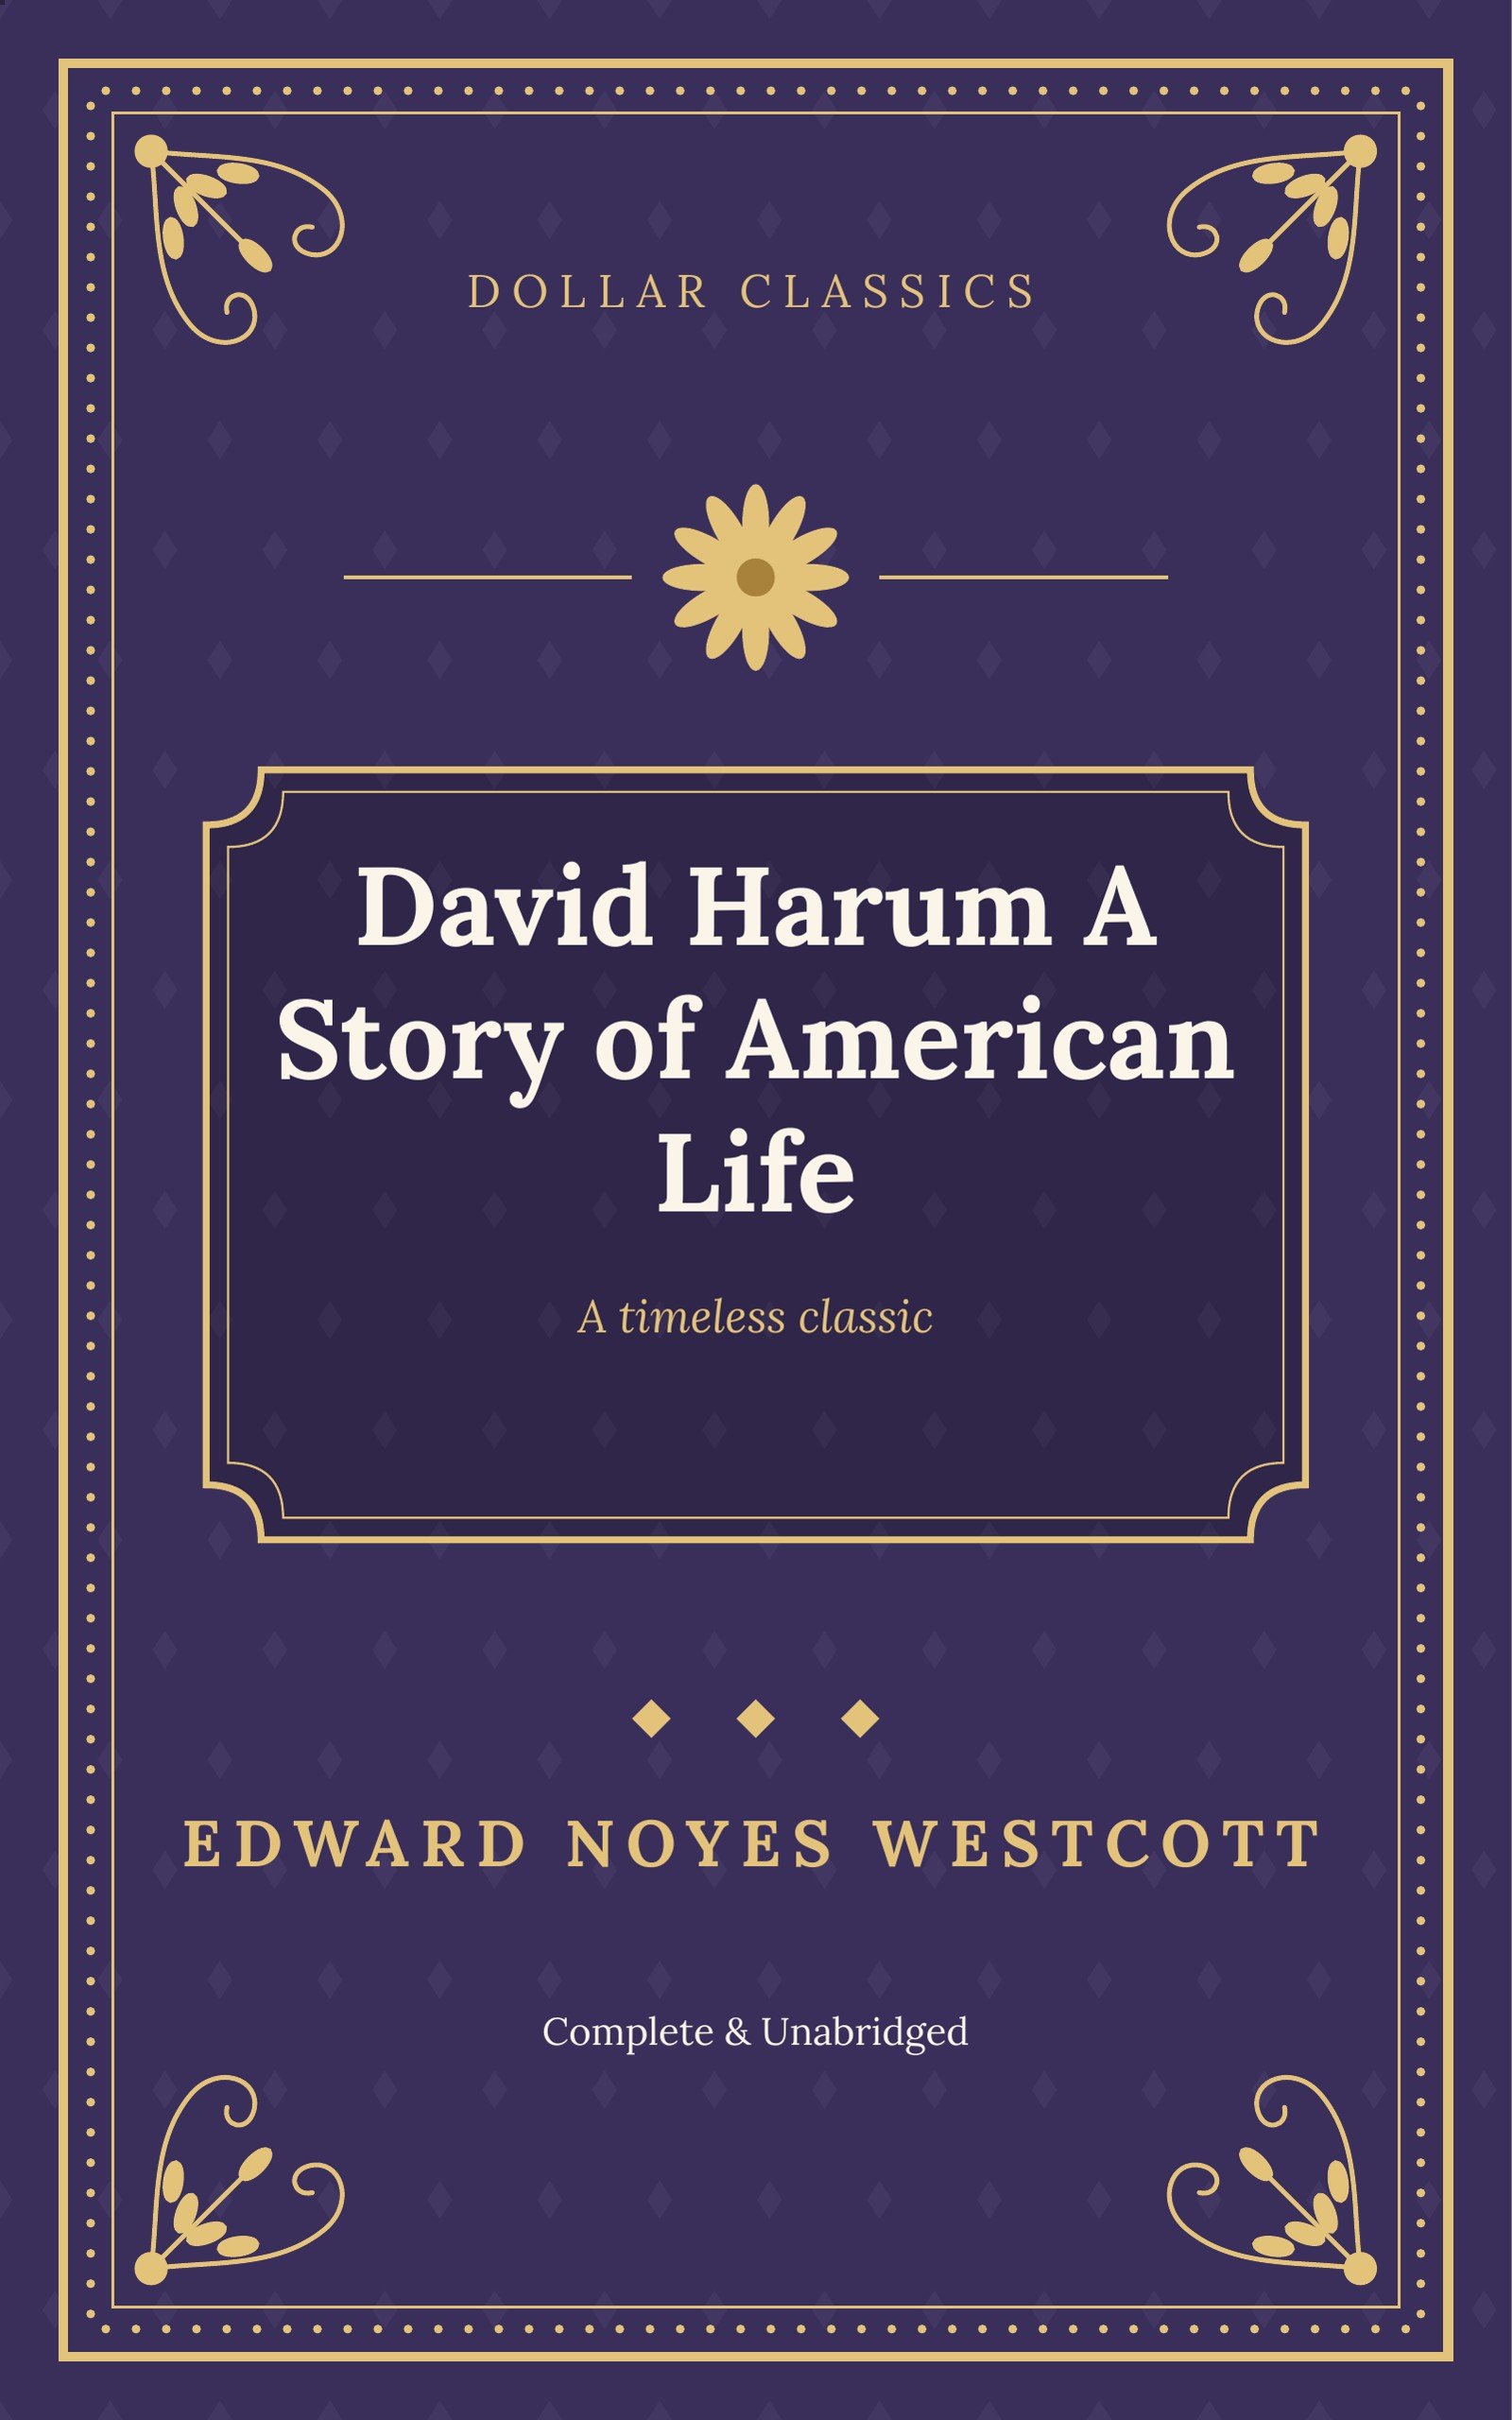 DOLLAR CLASSICS
David Harum A
Story of American
Life
A timeless classic
EDWARD NOYES WESTCOTT
Complete & Unabridged